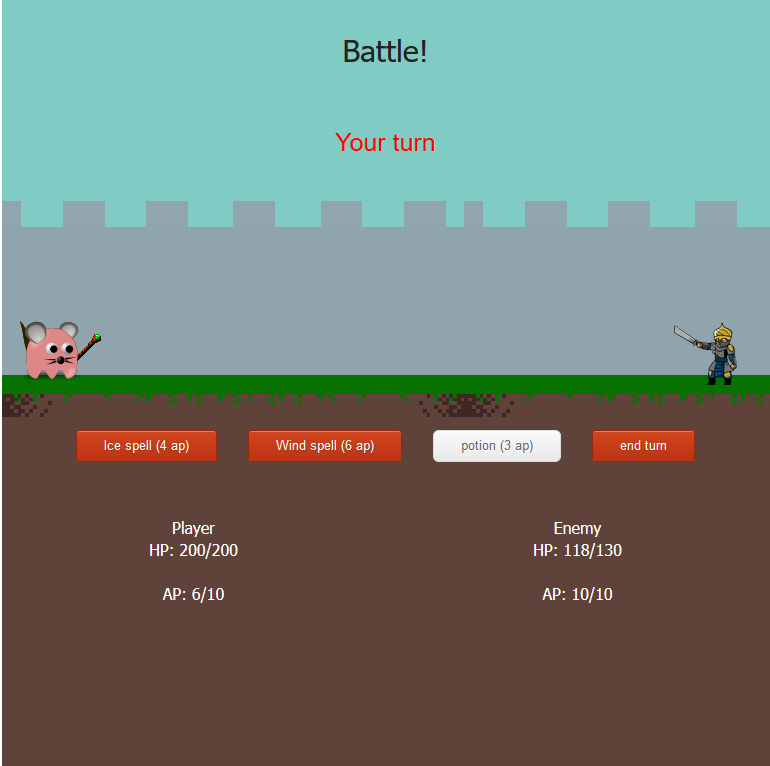 Battle!
Your turn
Ice spell (4 ap) Wind spell (6 ap) potion (3 ap) end turn
Player Enemy
HP: 200/200 HP: 118/130
AP: 6/10 AP: 10/10